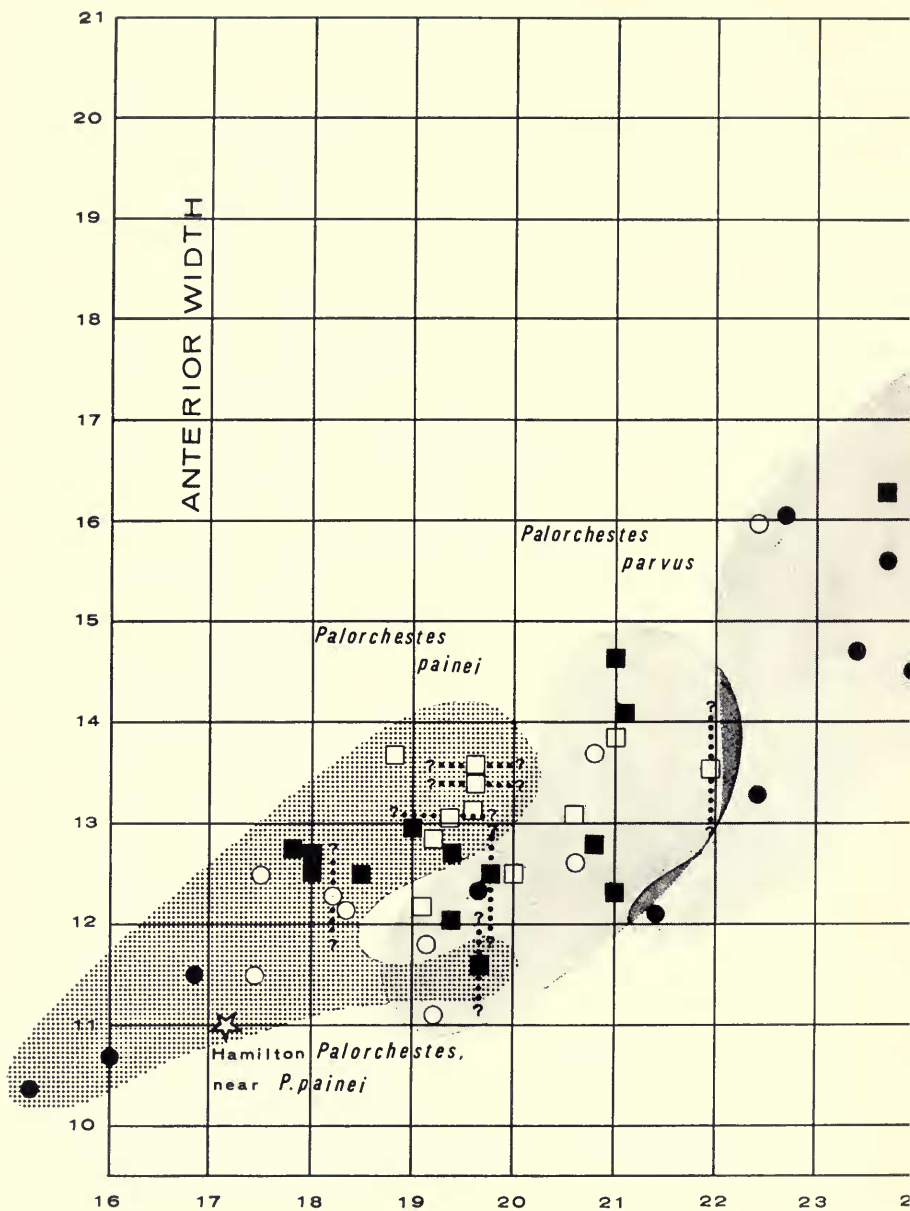 21
20
19
18
17
16
15
14
13
12
11
10
ANTERIOR WIDTH
Palorchestes
parvus
Palorchestes
painei
? ?
? ?
? ?
?
?
?
?
?
?
?
?
Hamilton Palorchestes,
near P. painei
16 17 18 19 20 21 22 23